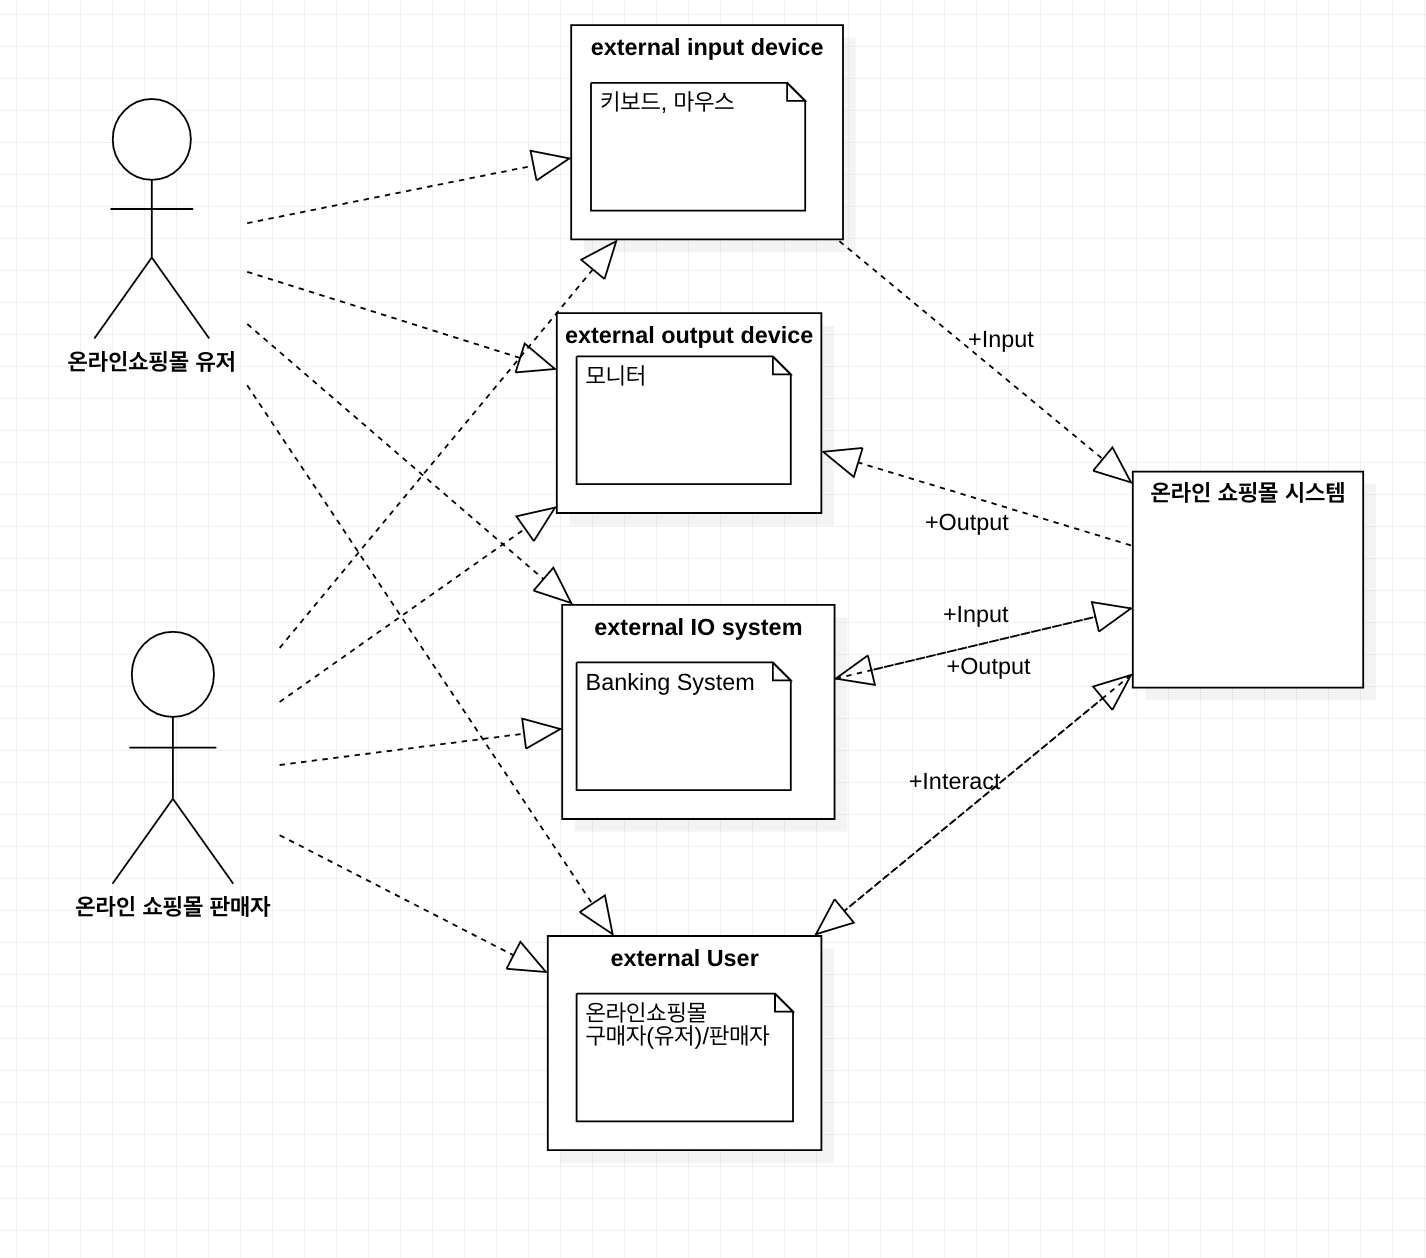 external input device
키보드, 마우스
온라인쇼핑몰 유저
external output device
모니터
+Input
+Output
온라인 쇼핑몰 시스템
external IO system
Banking System
+Input
+Output
+Interact
온라인 쇼핑몰 판매자
external User
온라인쇼핑몰
구매자(유저)/판매자